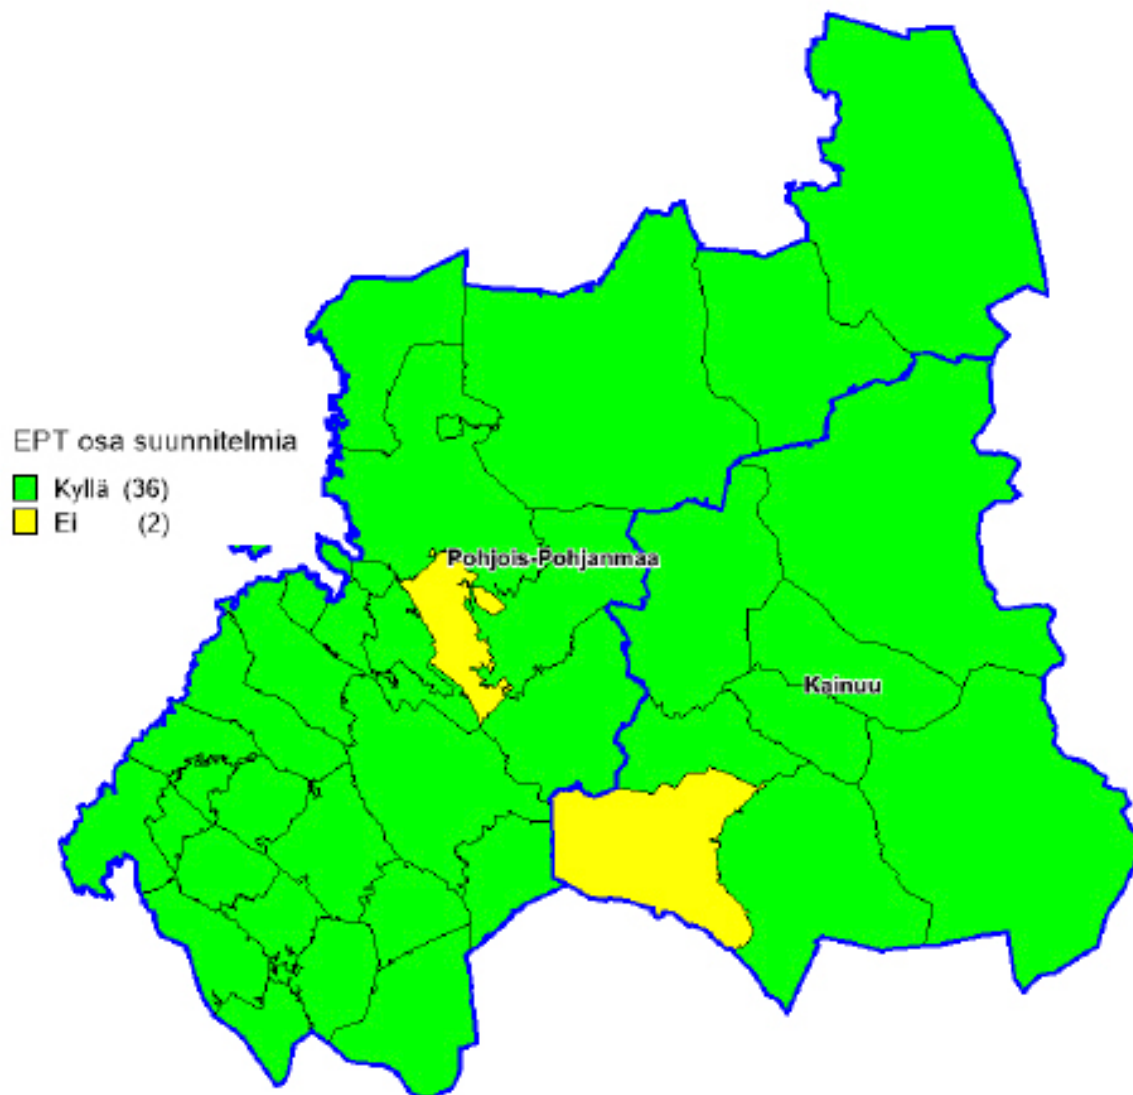 EPT osa suunnitelmia
Kyllä (36)
Ei (2)
Pohjois-Pohjanmaa
Kainuu